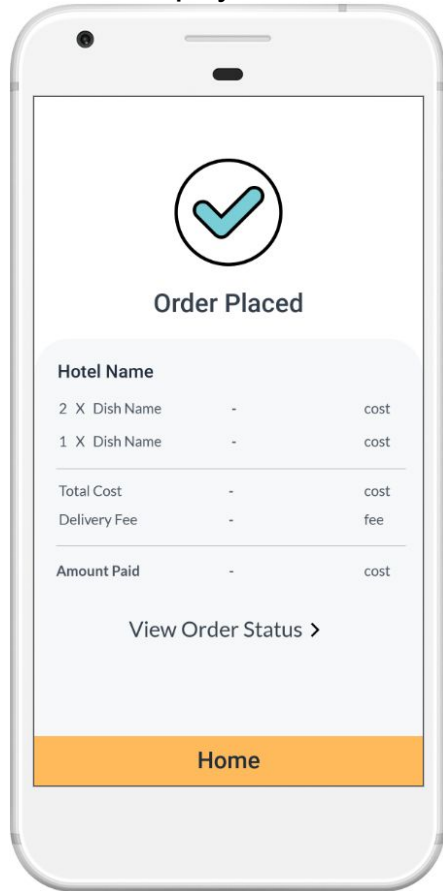 Order Placed
Hotel Name
2 X Dish Name - cost
1 X Dish Name - cost
Total Cost - cost
Delivery Fee - fee
Amount Paid - cost
View Order Status >
Home